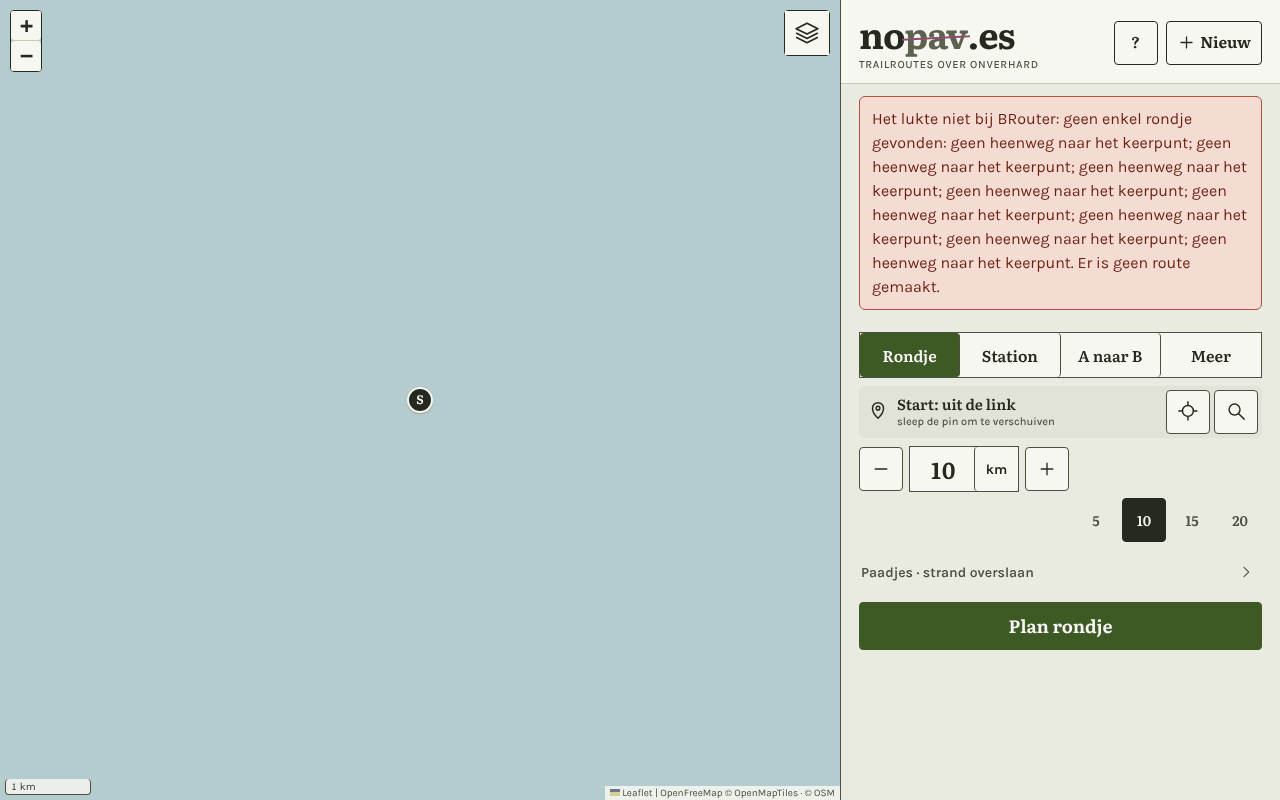 +
−
1 km
Leaflet | OpenFreeMap © OpenMapTiles · © OSM
S
nopav.es
TRAILROUTES OVER ONVERHARD
?
+ Nieuw
Het lukte niet bij BRouter: geen enkel rondje
gevonden: geen heenweg naar het keerpunt; geen
heenweg naar het keerpunt; geen heenweg naar het
keerpunt; geen heenweg naar het keerpunt; geen
heenweg naar het keerpunt; geen heenweg naar het
keerpunt; geen heenweg naar het keerpunt; geen
heenweg naar het keerpunt. Er is geen route
gemaakt.
Rondje Station A naar B Meer
Start: uit de link
sleep de pin om te verschuiven
− 10 km +
5 10 15 20
Paadjes · strand overslaan
Plan rondje